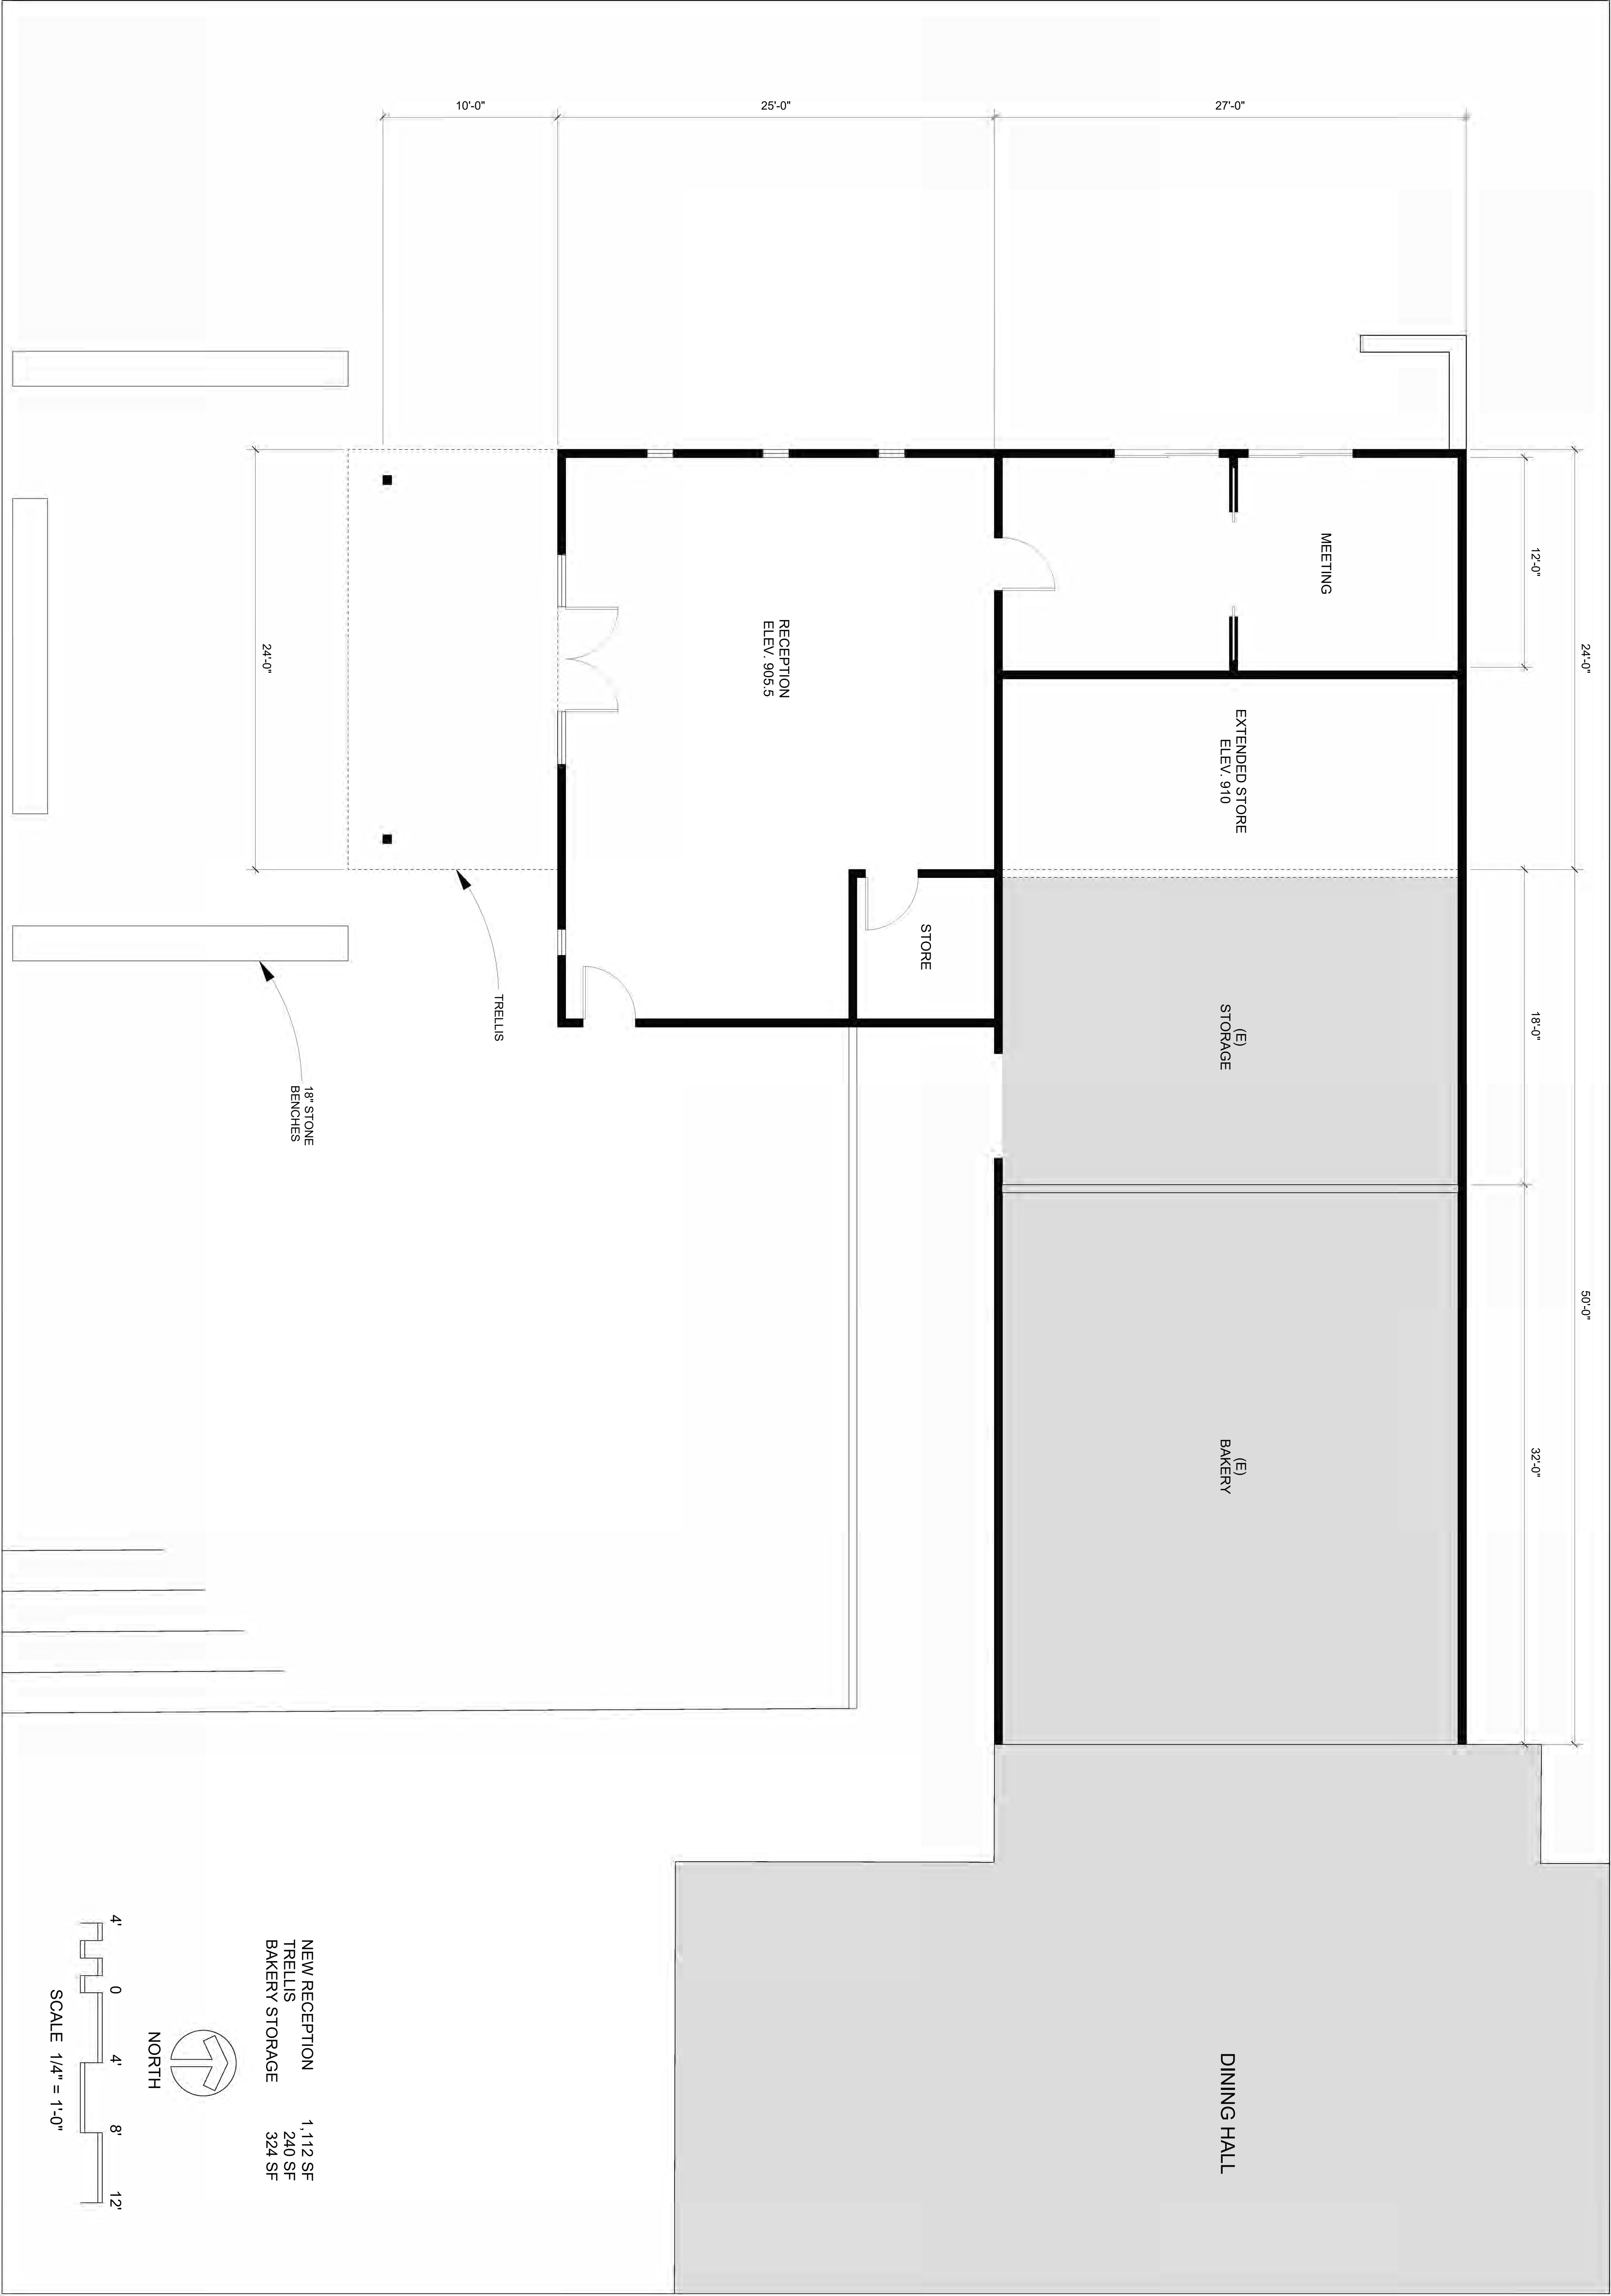 24'-0"
50'-0"
12'-0"
18'-0"
32'-0"
27'-0"
25'-0"
10'-0"
MEETING
EXTENDED STORE
ELEV. 910
(E)
STORAGE
(E)
BAKERY
DINING HALL
STORE
RECEPTION
ELEV. 905.5
TRELLIS
18" STONE
BENCHES
24'-0"
NEW RECEPTION 1,112 SF
TRELLIS 240 SF
BAKERY STORAGE 324 SF
NORTH
4' 0 4' 8' 12'
SCALE 1/4" = 1'-0"